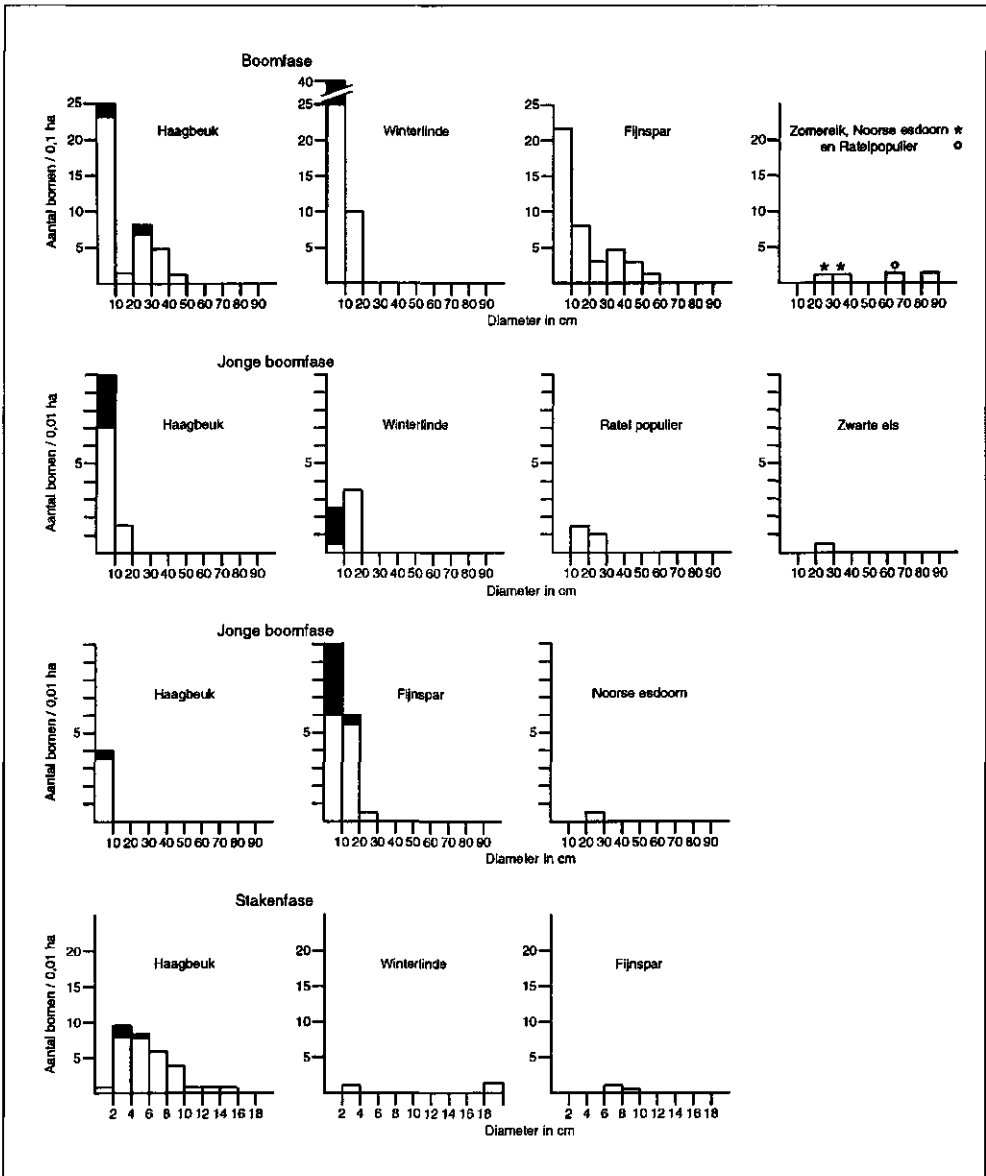 Boomfase
Aantal bomen / 0,1 ha
25
20
15
10
5
Haagbeuk
10 20 30 40 50 60 70 80 90
40
25
20
15
10
5
Winterlinde
10 20 30 40 50 60 70 80 90
25
20
15
10
5
Fijnspar
10 20 30 40 50 60 70 80 90
20
15
10
5
Zomereik, Noorse esdoorn *
en Ratelpopulier o
* * o
10 20 30 40 50 60 70 80 90
Diameter in cm
Jonge boomfase
Aantal bomen / 0,01 ha
5
Haagbeuk
10 20 30 40 50 60 70 80 90
5
Winterlinde
10 20 30 40 50 60 70 80 90
5
Ratel populier
10 20 30 40 50 60 70 80 90
5
Zwarte els
10 20 30 40 50 60 70 80 90
Diameter in cm
Jonge boomfase
Aantal bomen / 0,01 ha
5
Haagbeuk
10 20 30 40 50 60 70 80 90
5
Fijnspar
10 20 30 40 50 60 70 80 90
5
Noorse esdoorn
10 20 30 40 50 60 70 80 90
Diameter in cm
Stakenfase
Aantal bomen / 0,01 ha
20
15
10
5
Haagbeuk
2 4 6 8 10 12 14 16 18
20
15
10
5
Winterlinde
2 4 6 8 10 12 14 16 18
20
15
10
5
Fijnspar
2 4 6 8 10 12 14 16 18
Diameter in cm